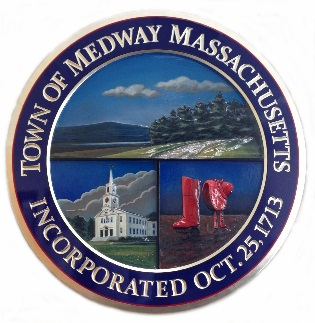 TOWN OF MEDWAY MASSACHUSETTS
INCORPORATED OCT. 25, 1713